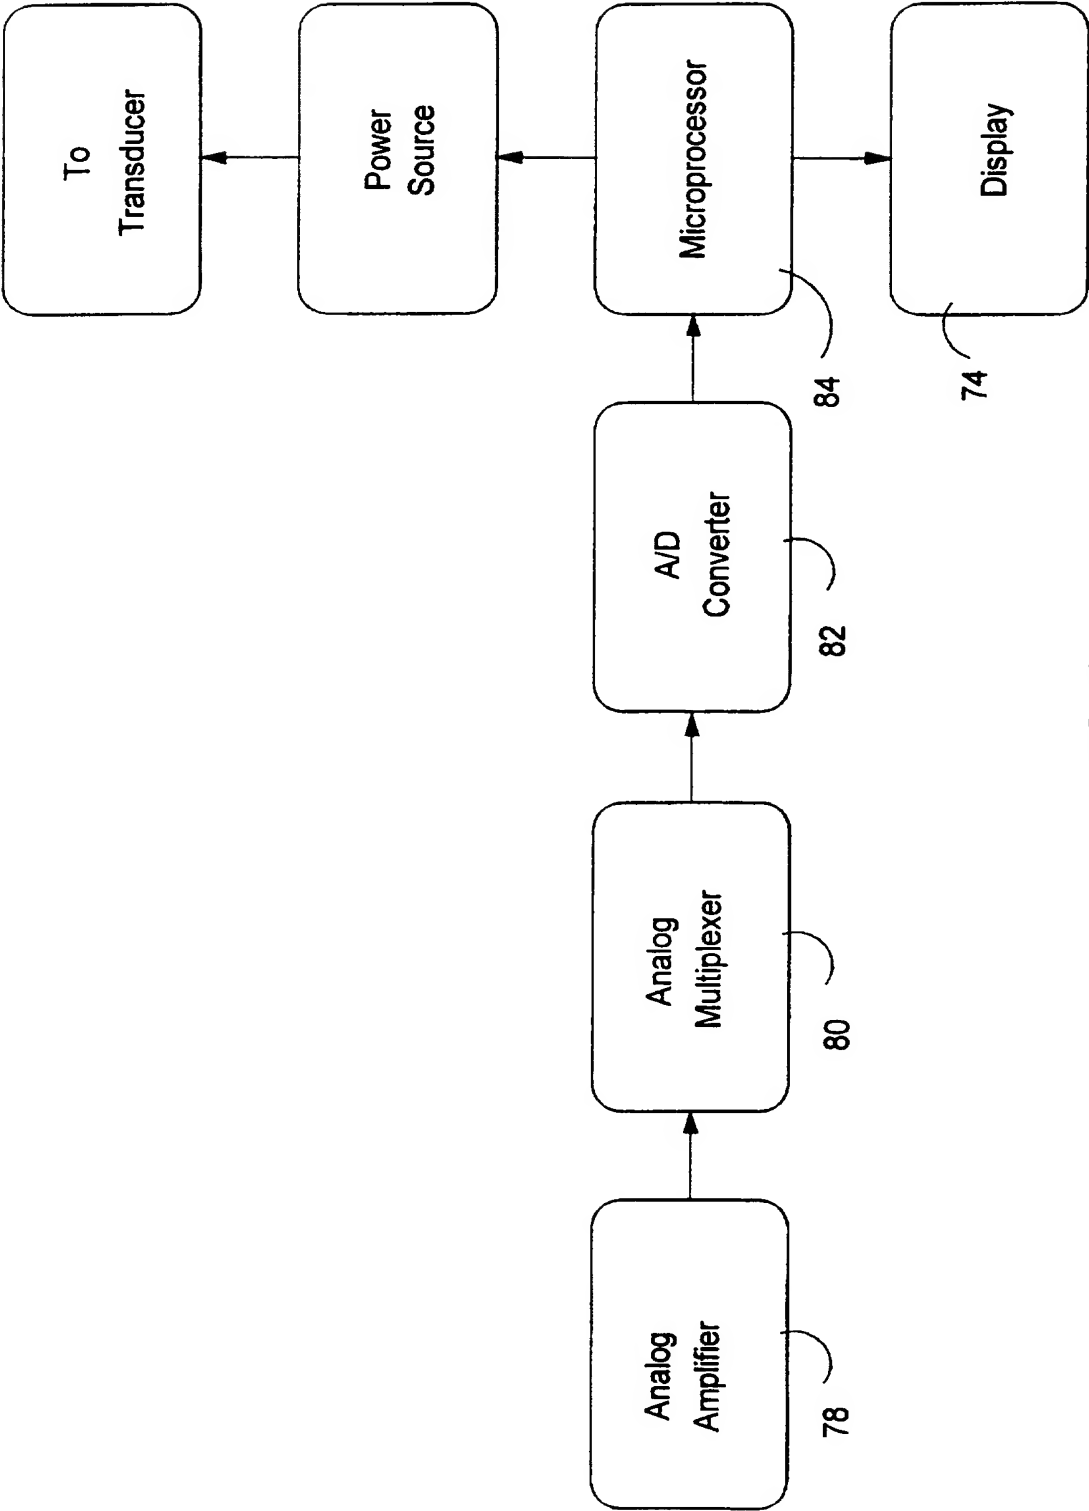 To
Transducer
Power
Source
Microprocessor
84
Display
74
A/D
Converter
82
Analog
Multiplexer
80
Analog
Amplifier
78